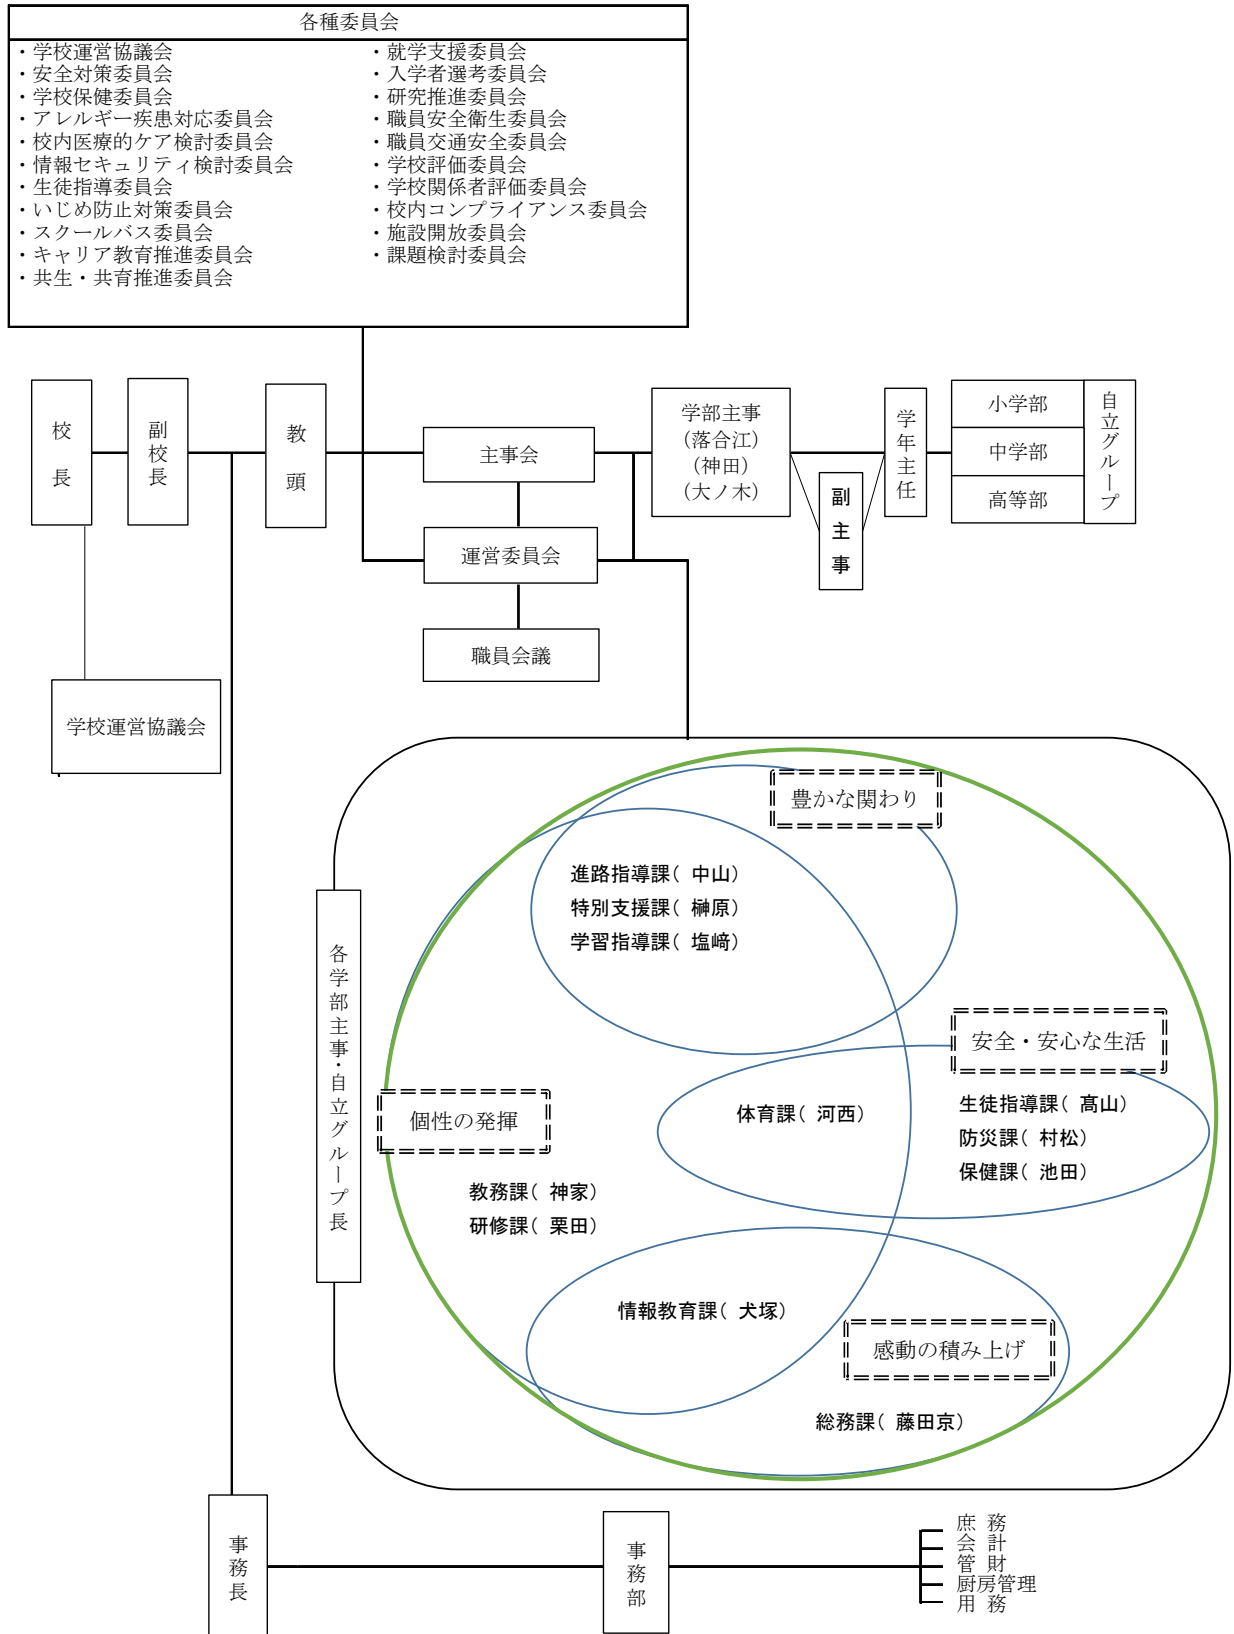 各種委員会
・学校運営協議会
・安全対策委員会
・学校保健委員会
・アレルギー疾患対応委員会
・校内医療的ケア検討委員会
・情報セキュリティ検討委員会
・生徒指導委員会
・いじめ防止対策委員会
・スクールバス委員会
・キャリア教育推進委員会
・共生・共育推進委員会
・就学支援委員会
・入学者選考委員会
・研究推進委員会
・職員安全衛生委員会
・職員交通安全委員会
・学校評価委員会
・学校関係者評価委員会
・校内コンプライアンス委員会
・施設開放委員会
・課題検討委員会
校長
副校長
教頭
主事会
運営委員会
職員会議
学部主事
(落合江)
(神田)
(大ノ木)
副主事
学年主任
小学部
中学部
高等部
自立グループ
学校運営協議会
各学部主事・自立グループ長
豊かな関わり
進路指導課( 中山)
特別支援課( 榊原)
学習指導課( 塩﨑)
安全・安心な生活
生徒指導課( 髙山)
防災課( 村松)
保健課( 池田)
体育課( 河西)
個性の発揮
教務課( 神家)
研修課( 栗田)
情報教育課( 犬塚)
感動の積み上げ
総務課( 藤田京)
事務長
事務部
庶 務
会 計
管 財
厨房管理
用 務